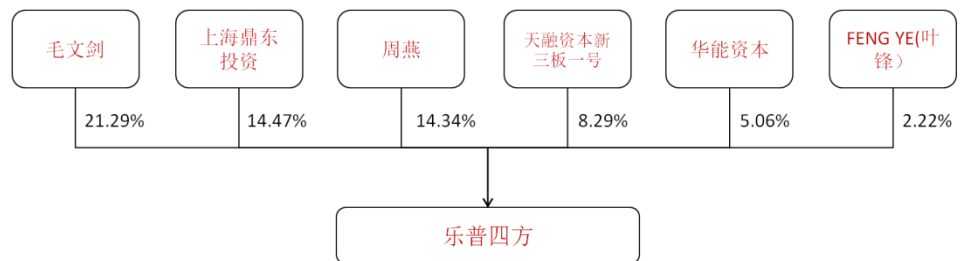 毛文剑
上海鼎东
投资
周燕
天融资本新
三板一号
华能资本
FENG YE(叶
锋）
21.29%
14.47%
14.34%
8.29%
5.06%
2.22%
乐普四方